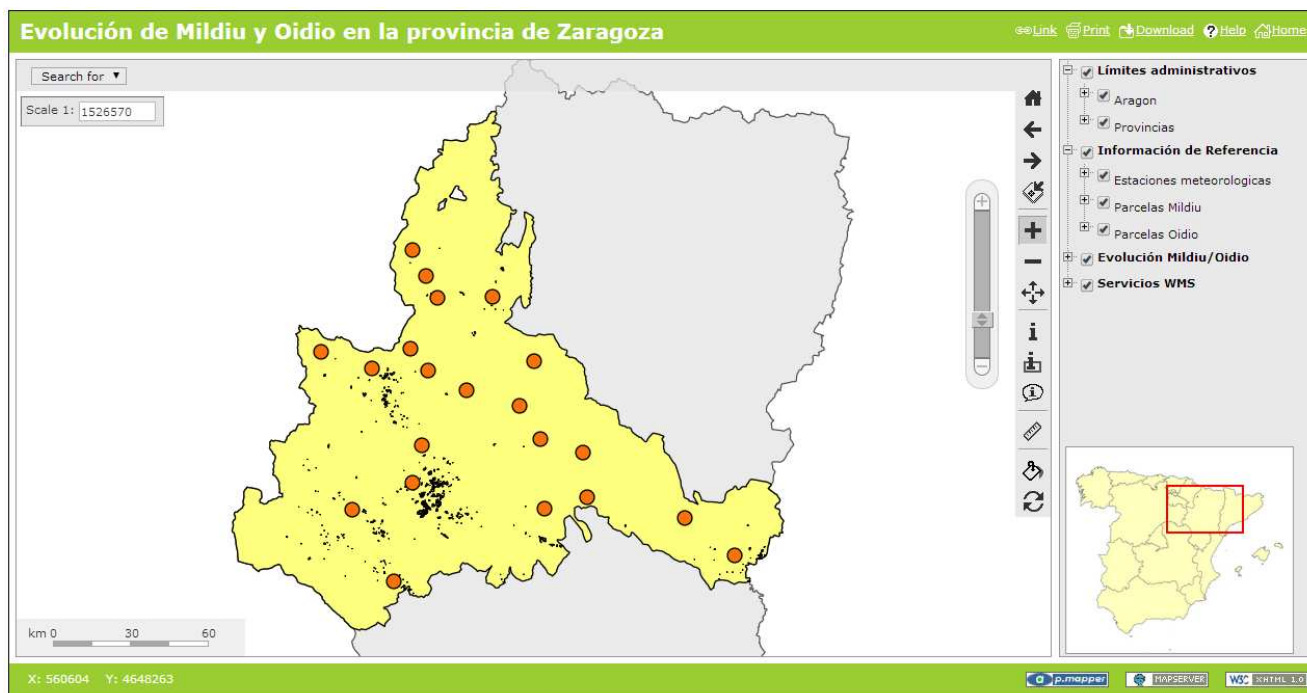 Evolución de Mildiu y Oidio en la provincia de Zaragoza
Link Print Download Help Home
Search for
Scale 1: 1526570
Límites administrativos
Aragon
Provincias
Información de Referencia
Estaciones meteorologicas
Parcelas Mildiu
Parcelas Oidio
Evolución Mildiu/Oidio
Servicios WMS
km 0 30 60
X: 560604 Y: 4648263
p.mapper MAPSERVER W3C XHTML 1.0